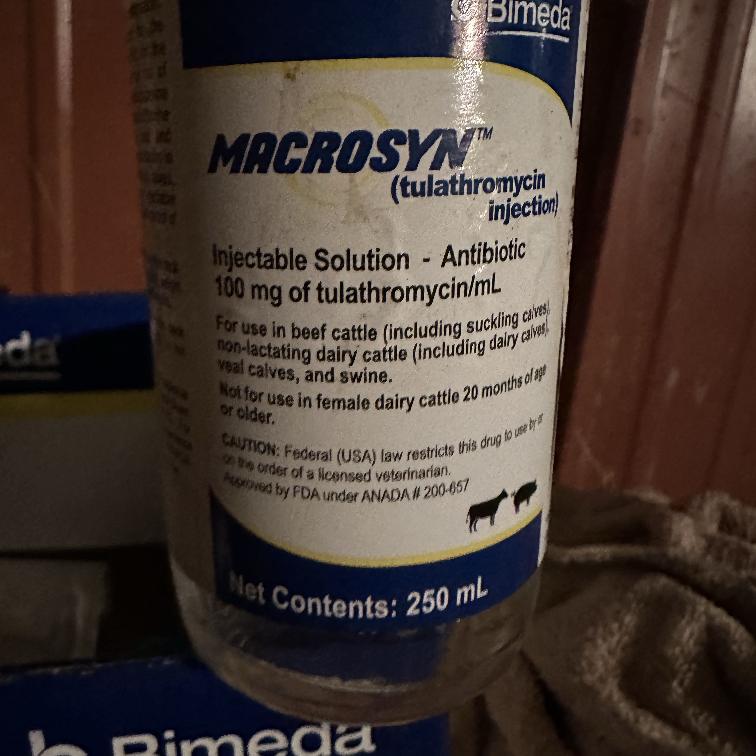 Bimeda
MACROSYN™
(tulathromycin
injection)
Injectable Solution - Antibiotic
100 mg of tulathromycin/mL
For use in beef cattle (including suckling calves),
non-lactating dairy cattle (including dairy calves),
veal calves, and swine.
Not for use in female dairy cattle 20 months of age
or older.
CAUTION: Federal (USA) law restricts this drug to use by or
on the order of a licensed veterinarian.
Approved by FDA under ANADA # 200-657
Net Contents: 250 mL
eda
Bimeda